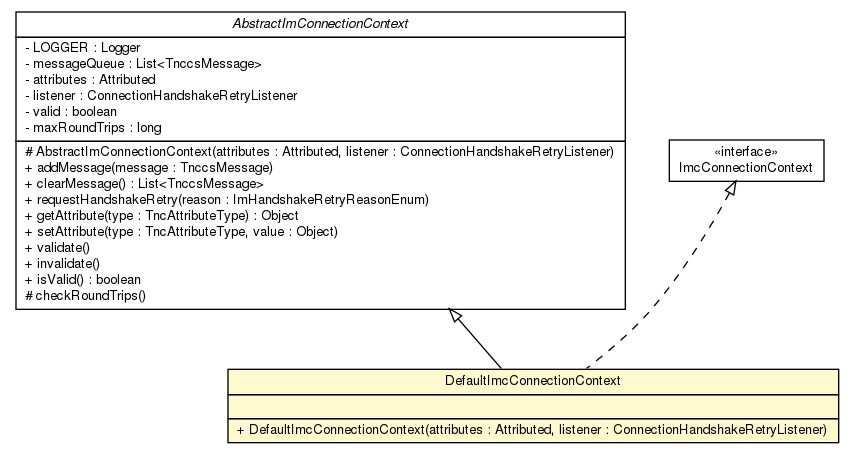 AbstractImConnectionContext
- LOGGER : Logger
- messageQueue : List<TnccsMessage>
- attributes : Attributed
- listener : ConnectionHandshakeRetryListener
- valid : boolean
- maxRoundTrips : long
# AbstractImConnectionContext(attributes : Attributed, listener : ConnectionHandshakeRetryListener)
+ addMessage(message : TnccsMessage)
+ clearMessage() : List<TnccsMessage>
+ requestHandshakeRetry(reason : ImHandshakeRetryReasonEnum)
+ getAttribute(type : TncAttributeType) : Object
+ setAttribute(type : TncAttributeType, value : Object)
+ validate()
+ invalidate()
+ isValid() : boolean
# checkRoundTrips()
«interface»
ImcConnectionContext
DefaultImcConnectionContext
+ DefaultImcConnectionContext(attributes : Attributed, listener : ConnectionHandshakeRetryListener)